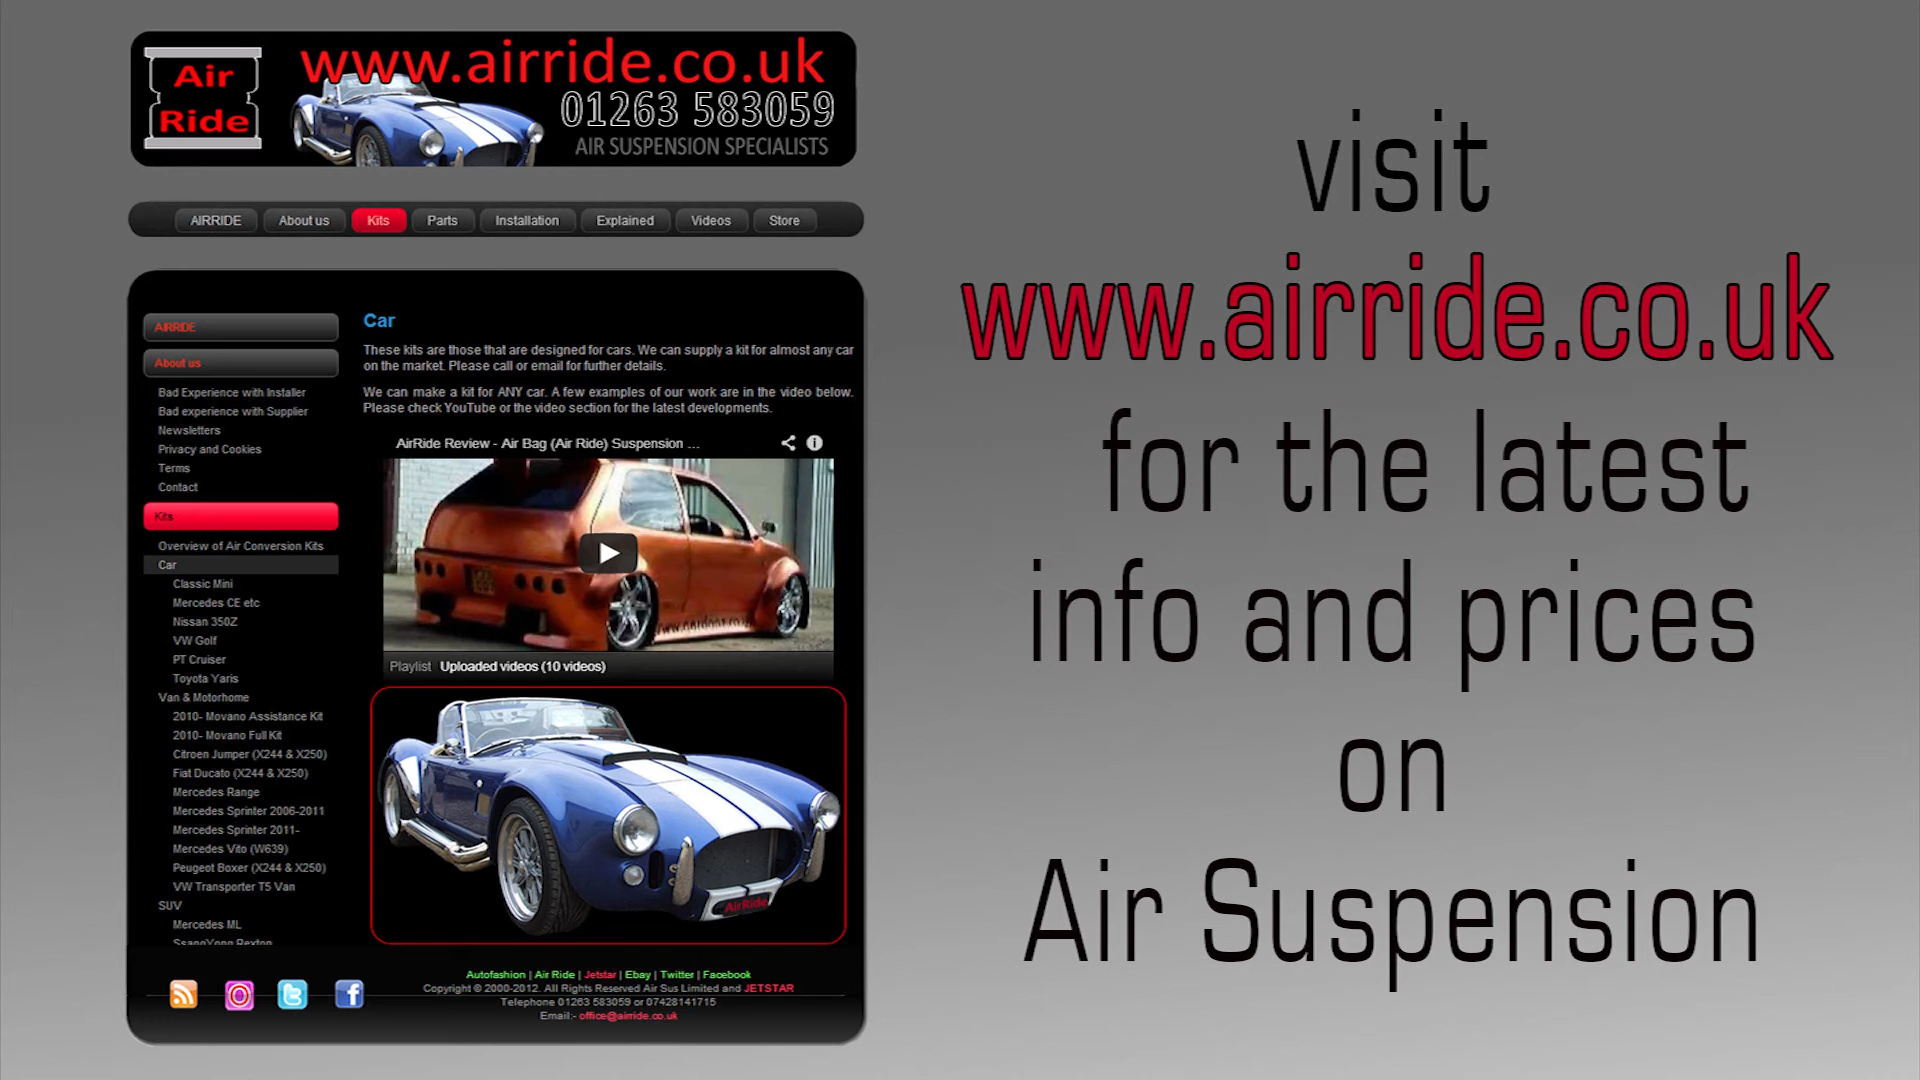 Air
Ride
www.airride.co.uk
01263 583059
AIR SUSPENSION SPECIALISTS
AIRRIDE
About us
Kits
Parts
Installation
Explained
Videos
Store
AIRRIDE
About us
Bad Experience with Installer
Bad experience with Supplier
Newsletters
Privacy and Cookies
Terms
Contact
Kits
Overview of Air Conversion Kits
Car
Classic Mini
Mercedes CE etc
Nissan 350Z
VW Golf
PT Cruiser
Toyota Yaris
Van & Motorhome
2010- Movano Assistance Kit
2010- Movano Full Kit
Citroen Jumper (X244 & X250)
Fiat Ducato (X244 & X250)
Mercedes Range
Mercedes Sprinter 2006-2011
Mercedes Sprinter 2011-
Mercedes Vito (W639)
Peugeot Boxer (X244 & X250)
VW Transporter T5 Van
SUV
Mercedes ML
SsangYong Rexton
Car
These kits are those that are designed for cars. We can supply a kit for almost any car
on the market. Please call or email for further details.
We can make a kit for ANY car. A few examples of our work are in the video below.
Please check YouTube or the video section for the latest developments.
AirRide Review - Air Bag (Air Ride) Suspension ...
Playlist Uploaded videos (10 videos)
AirRide
Autofashion | Air Ride | Jetstar | Ebay | Twitter | Facebook
Copyright © 2000-2012. All Rights Reserved Air Sus Limited and JETSTAR
Telephone 01263 583059 or 07428141715
Email:- office@airride.co.uk
visit
www.airride.co.uk
for the latest
info and prices
on
Air Suspension